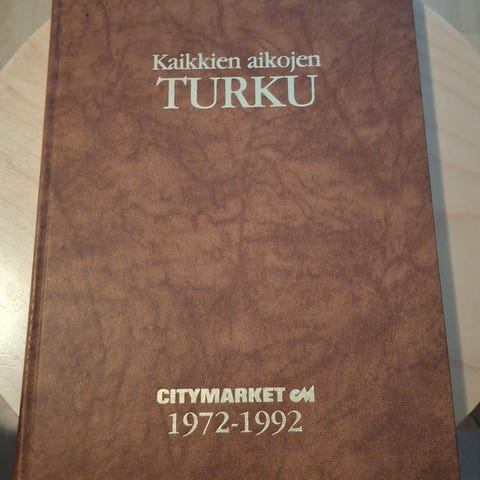 Kaikkien aikojen
TURKU
CITYMARKET CM
1972-1992